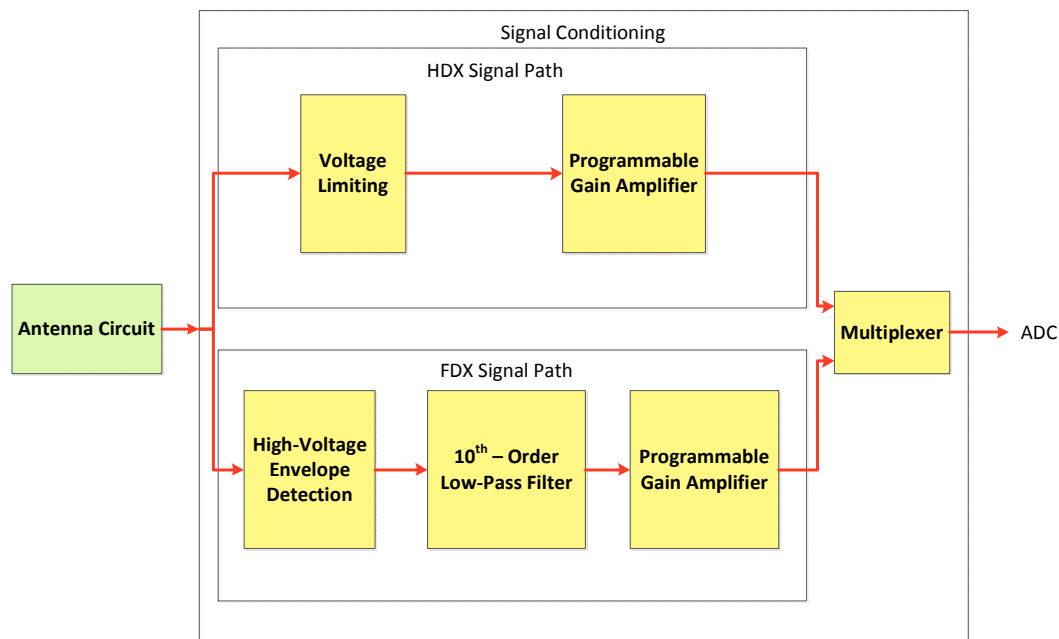 Signal Conditioning
HDX Signal Path
Voltage
Limiting
Programmable
Gain Amplifier
Antenna Circuit
Multiplexer
ADC
FDX Signal Path
High-Voltage
Envelope
Detection
10th – Order
Low-Pass Filter
Programmable
Gain Amplifier